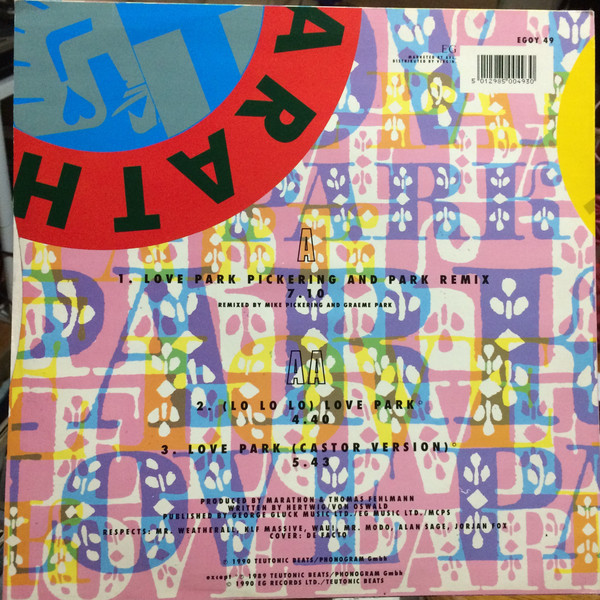 EGOY 49
EG
MARKETED BY AVL
DISTRIBUTED BY VIRGIN
5 012985 004930
ARATH
A
1. LOVE PARK PICKERING AND PARK REMIX
7.10
REMIXED BY MIKE PICKERING AND GRAEME PARK
AA
2. (LO LO LO) LOVE PARK°
4.40
3. LOVE PARK (CASTOR VERSION)°
5.43
PRODUCED BY MARATHON & THOMAS FEHLMANN
WRITTEN BY HERTWIG/VON OSWALD
PUBLISHED BY GEORGE GLUCK MUSIC LTD./EG MUSIC LTD./MCPS
RESPECTS: MR. WEATHERALL, KLF MASSIVE, WAU! MR. MODO, ALAN SAGE, JORJAN FOX
COVER: DE FACTO
℗ 1990 TEUTONIC BEATS/PHONOGRAM GmbH
except ° ℗ 1989 TEUTONIC BEATS/PHONOGRAM GmbH
© 1990 EG RECORDS LTD./TEUTONIC BEATS